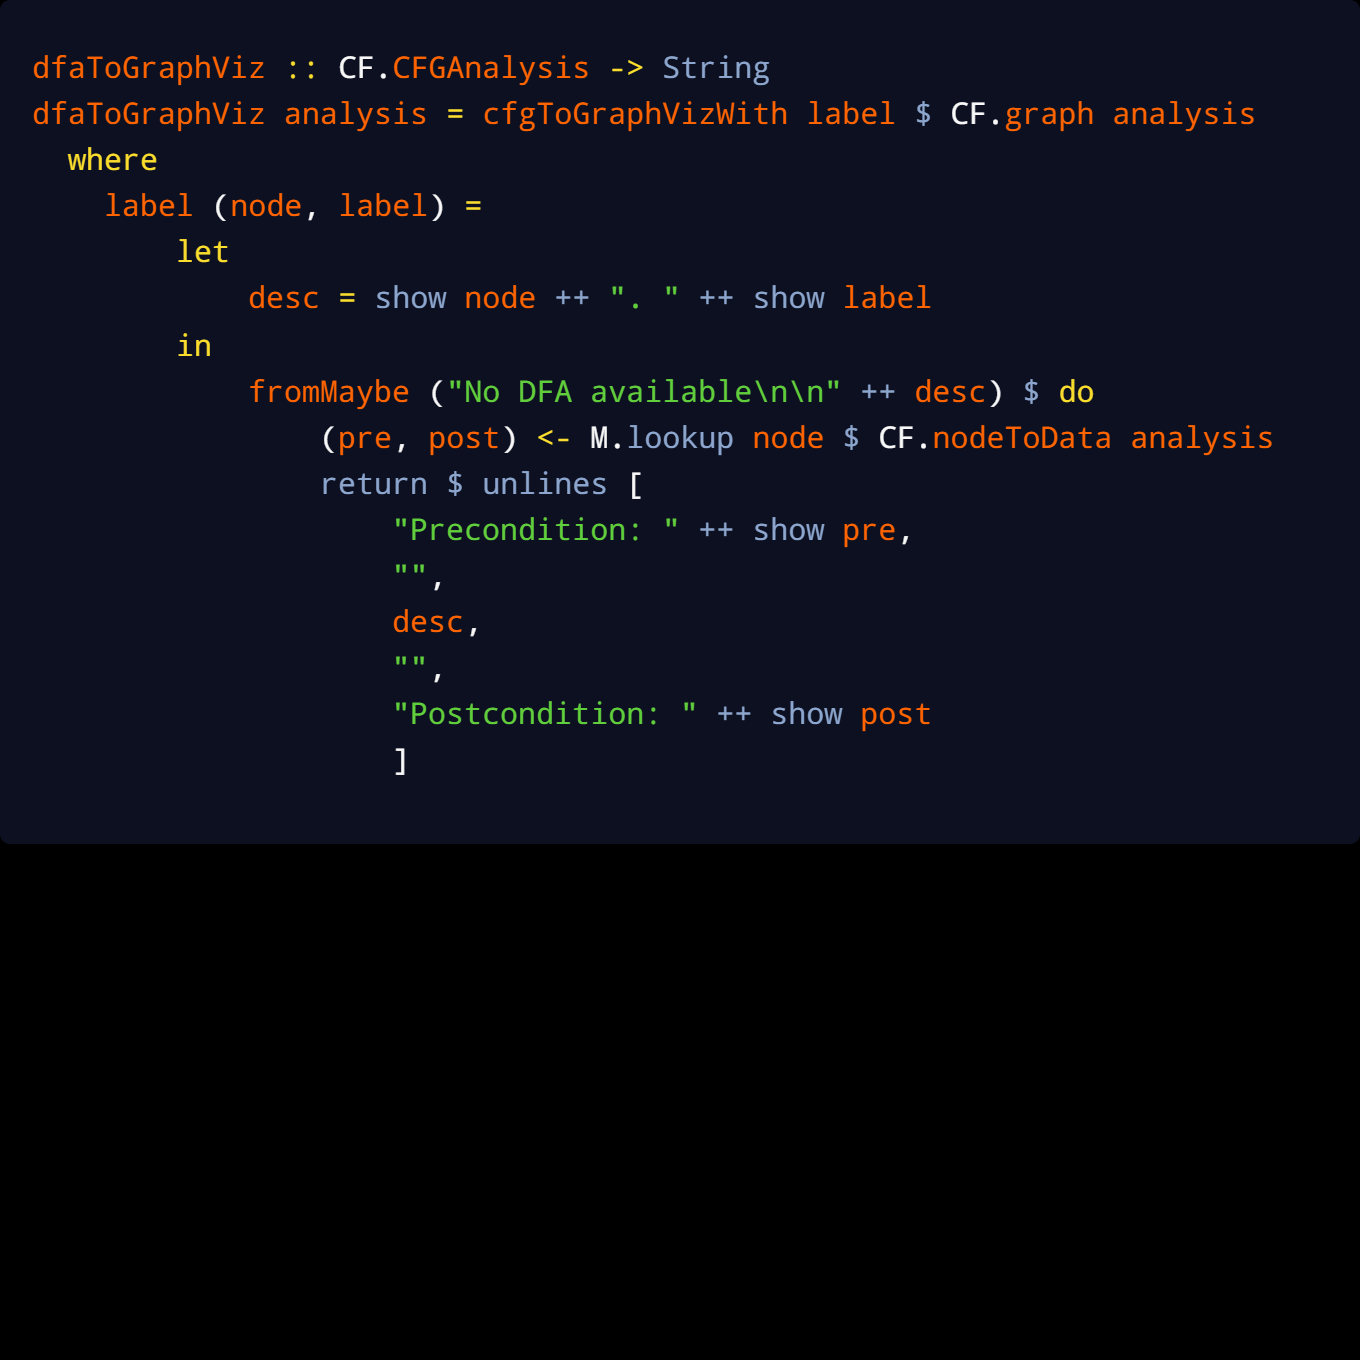 dfaToGraphViz :: CF.CFGAnalysis -> String
dfaToGraphViz analysis = cfgToGraphVizWith label $ CF.graph analysis
  where
    label (node, label) =
        let
            desc = show node ++ ". " ++ show label
        in
            fromMaybe ("No DFA available\n\n" ++ desc) $ do
                (pre, post) <- M.lookup node $ CF.nodeToData analysis
                return $ unlines [
                    "Precondition: " ++ show pre,
                    "",
                    desc,
                    "",
                    "Postcondition: " ++ show post
                    ]